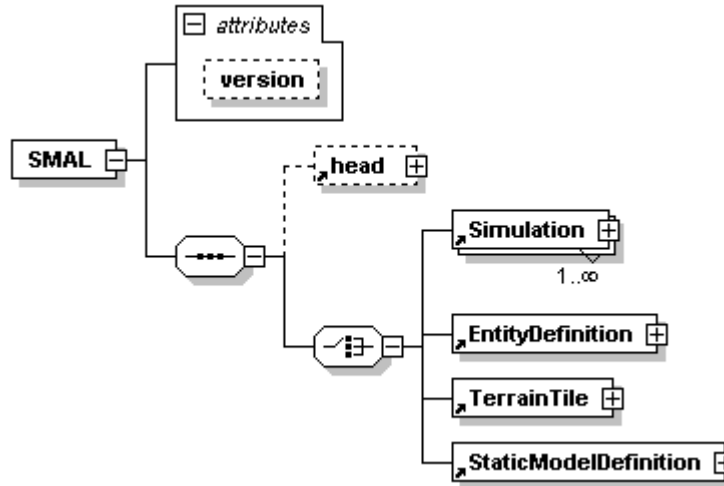 attributes
version
SMAL
head
Simulation
1..∞
EntityDefinition
TerrainTile
StaticModelDefinition